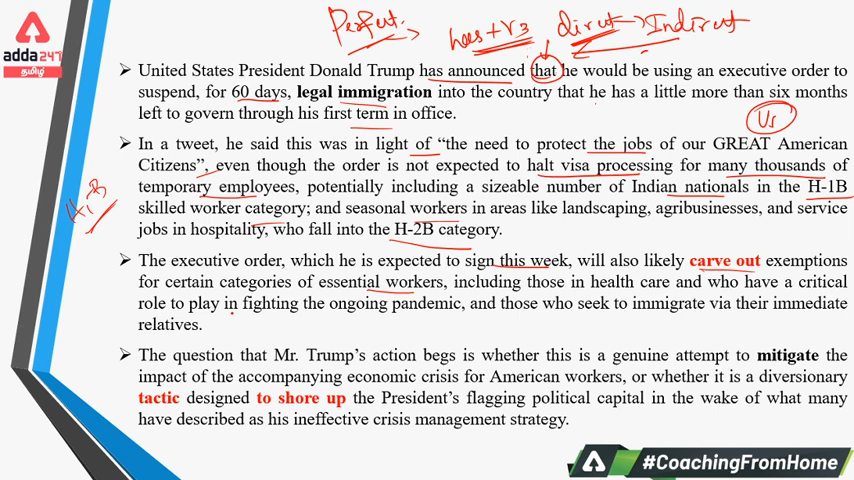 Perfect.
has + V3
direct → Indirect
adda247
தமிழ்
➢ United States President Donald Trump has announced that he would be using an executive order to
suspend, for 60 days, legal immigration into the country that he has a little more than six months
left to govern through his first term in office.
US
➢ In a tweet, he said this was in light of “the need to protect the jobs of our GREAT American
Citizens”, even though the order is not expected to halt visa processing for many thousands of
temporary employees, potentially including a sizeable number of Indian nationals in the H-1B
skilled worker category; and seasonal workers in areas like landscaping, agribusinesses, and service
jobs in hospitality, who fall into the H-2B category.
H1B
➢ The executive order, which he is expected to sign this week, will also likely carve out exemptions
for certain categories of essential workers, including those in health care and who have a critical
role to play in fighting the ongoing pandemic, and those who seek to immigrate via their immediate
relatives.
➢ The question that Mr. Trump’s action begs is whether this is a genuine attempt to mitigate the
impact of the accompanying economic crisis for American workers, or whether it is a diversionary
tactic designed to shore up the President’s flagging political capital in the wake of what many
have described as his ineffective crisis management strategy.
#CoachingFromHome